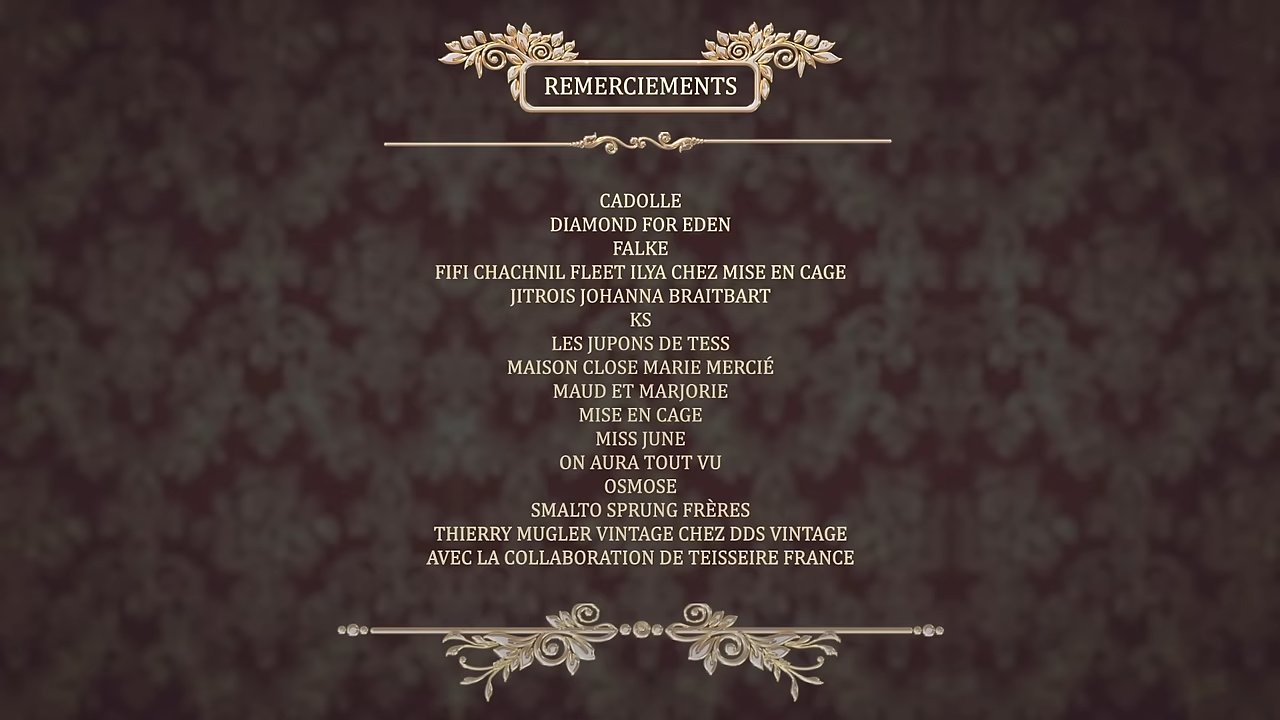 REMERCIEMENTS
CADOLLE
DIAMOND FOR EDEN
FALKE
FIFI CHACHNIL FLEET ILYA CHEZ MISE EN CAGE
JITROIS JOHANNA BRAITBART
KS
LES JUPONS DE TESS
MAISON CLOSE MARIE MERCIÉ
MAUD ET MARJORIE
MISE EN CAGE
MISS JUNE
ON AURA TOUT VU
OSMOSE
SMALTO SPRUNG FRÈRES
THIERRY MUGLER VINTAGE CHEZ DDS VINTAGE
AVEC LA COLLABORATION DE TEISSEIRE FRANCE